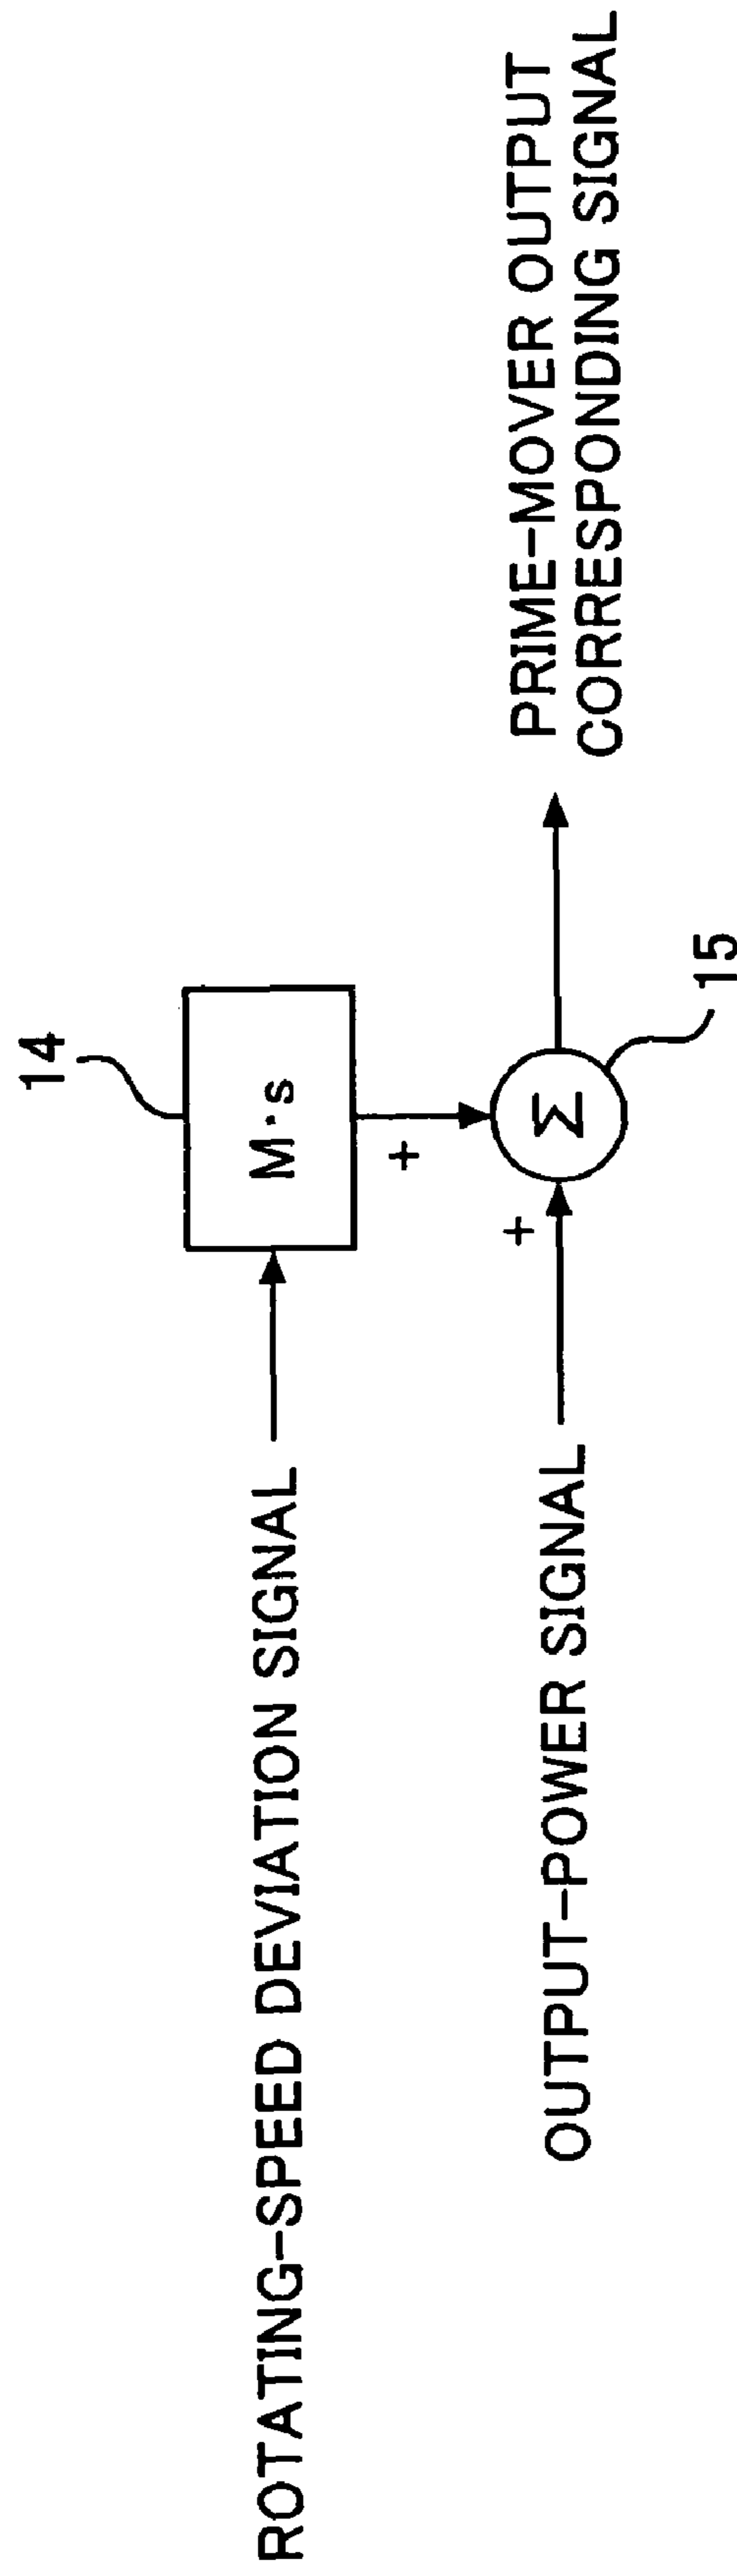 14
ROTATING-SPEED DEVIATION SIGNAL
M·s
+
+
OUTPUT-POWER SIGNAL
Σ
PRIME-MOVER OUTPUT
CORRESPONDING SIGNAL
15